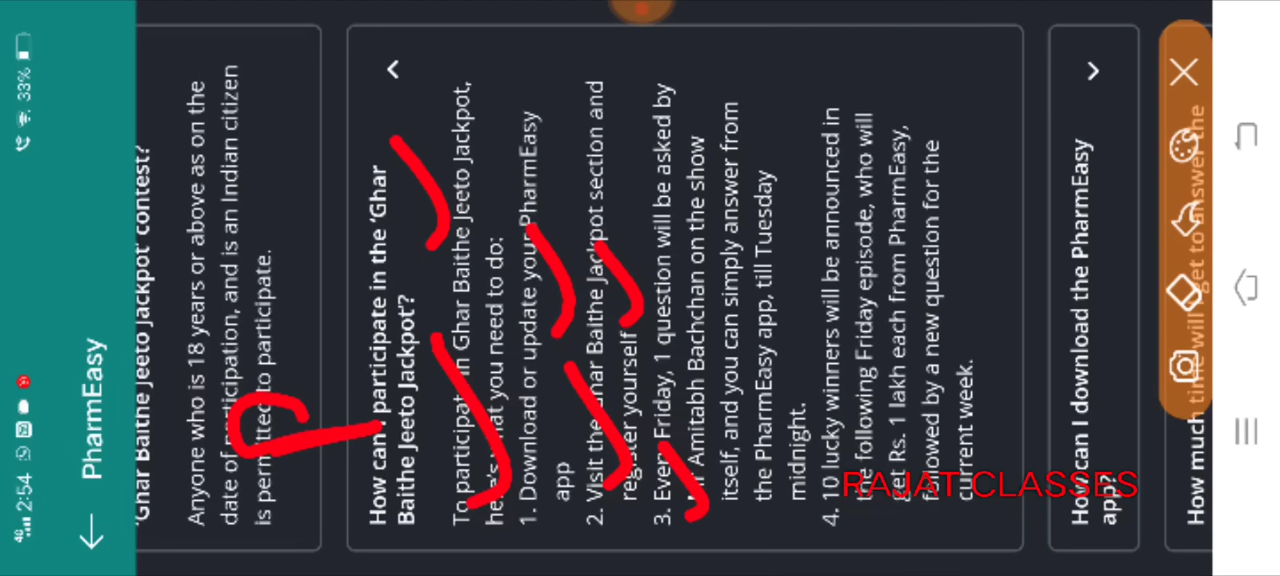 4G 2:54
33%
PharmEasy
'Ghar Baithe Jeeto Jackpot' contest?
Anyone who is 18 years or above as on the
date of participation, and is an Indian citizen
is permitted to participate.
How can I participate in the 'Ghar
Baithe Jeeto Jackpot'?
To participate in Ghar Baithe Jeeto Jackpot,
here's what you need to do:
1. Download or update your PharmEasy
app
2. Visit the Ghar Baithe Jackpot section and
register yourself
3. Every Friday, 1 question will be asked by
Mr Amitabh Bachchan on the show
itself, and you can simply answer from
the PharmEasy app, till Tuesday
midnight.
4. 10 lucky winners will be announced in
the following Friday episode, who will
get Rs. 1 lakh each from PharmEasy,
followed by a new question for the
current week.
How can I download the PharmEasy
app?
How much time will I get to answer the
RAJAT CLASSES